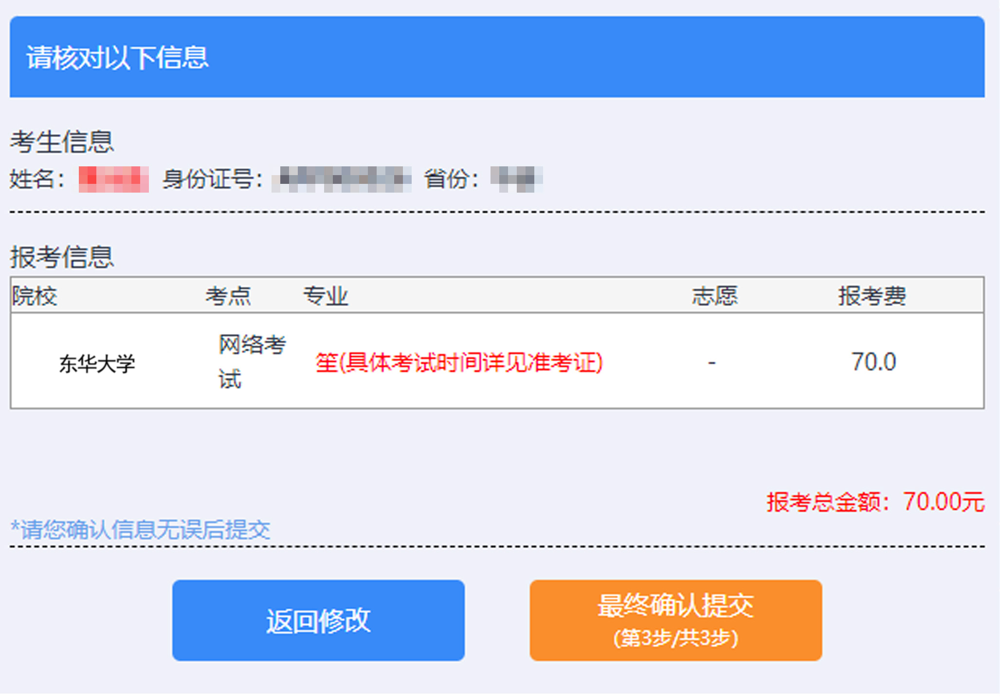 请核对以下信息
考生信息
姓名： 身份证号： 省份：
报考信息
院校 考点 专业 志愿 报考费
东华大学 网络考试 笙(具体考试时间详见准考证) - 70.0
报考总金额：70.00元
*请您确认信息无误后提交
返回修改
最终确认提交
(第3步/共3步)